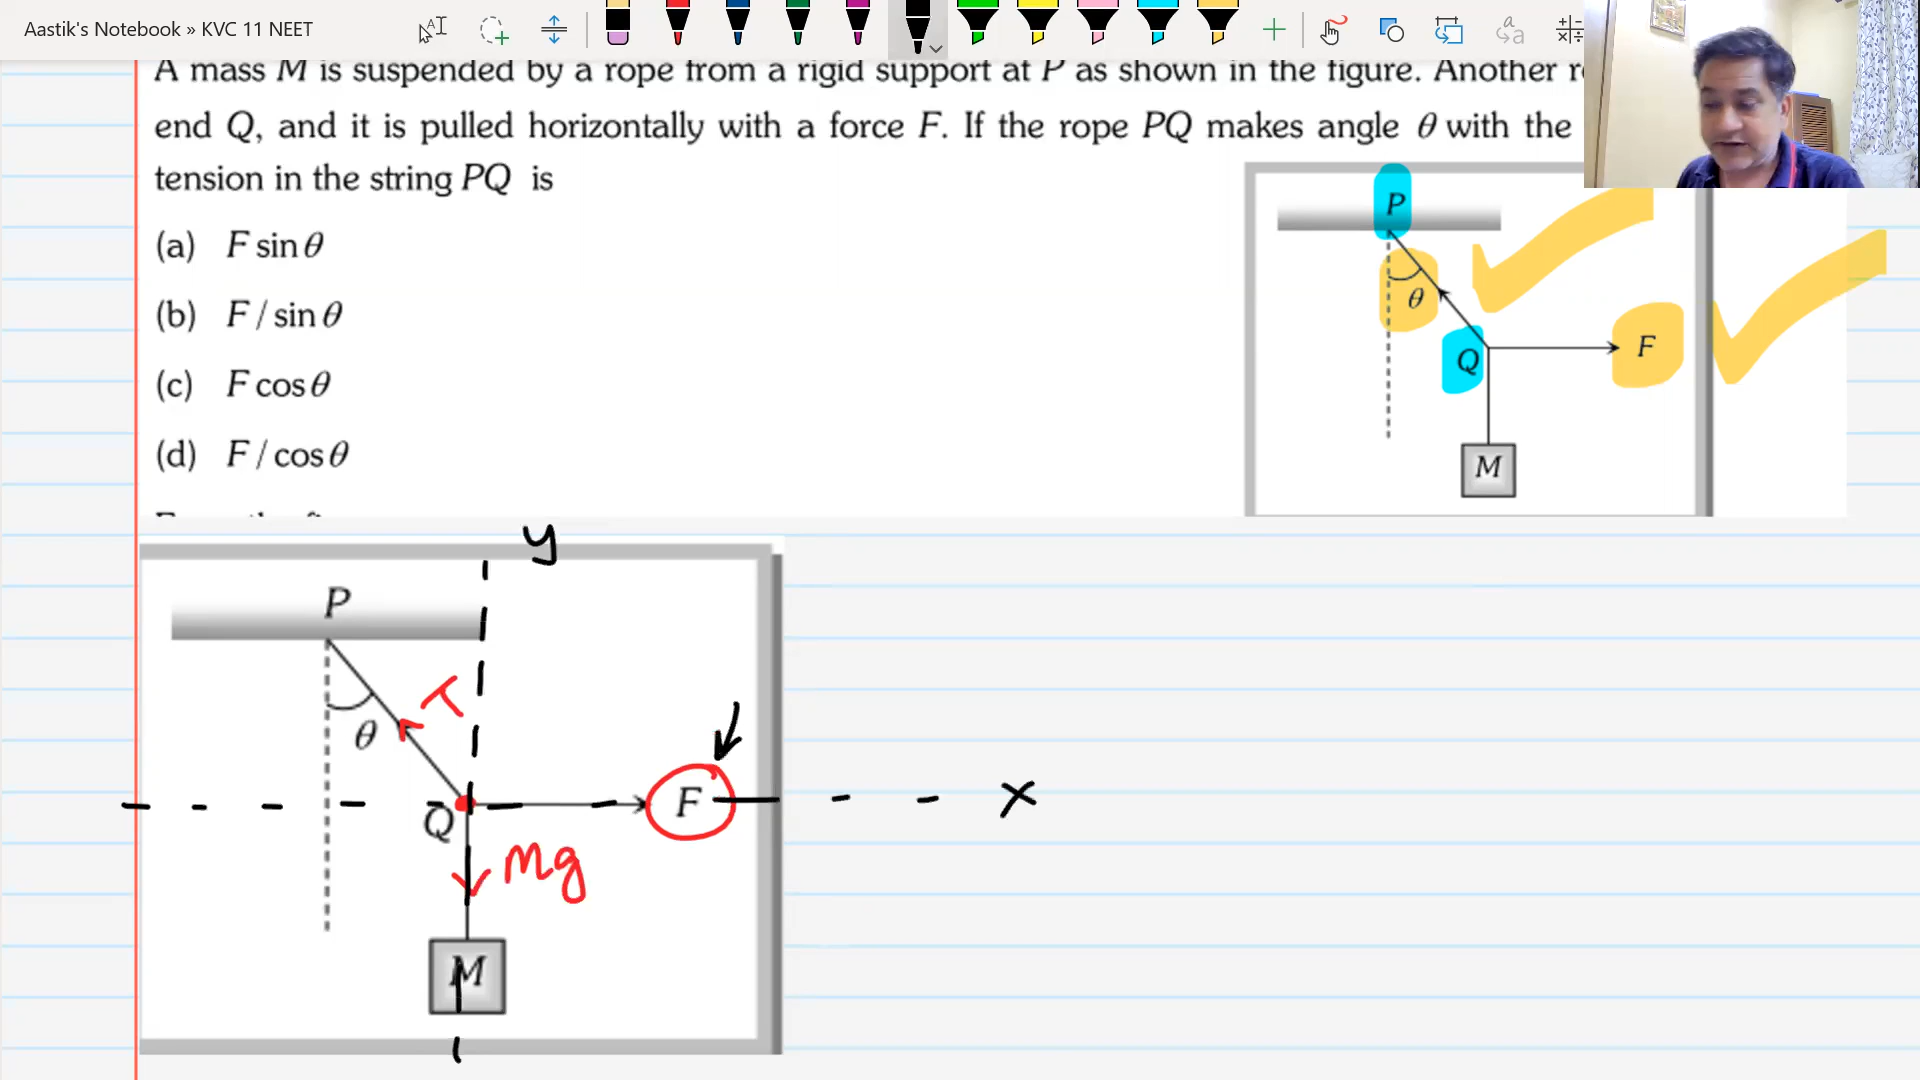 Aastik's Notebook » KVC 11 NEET
A mass M is suspended by a rope from a rigid support at P as shown in the figure. Another
end Q, and it is pulled horizontally with a force F. If the rope PQ makes angle θ with the
tension in the string PQ is
(a) F sin θ
(b) F / sin θ
(c) F cos θ
(d) F / cos θ
P
θ
Q
F
M
y
P
T
θ
Q
F
x
Mg
M